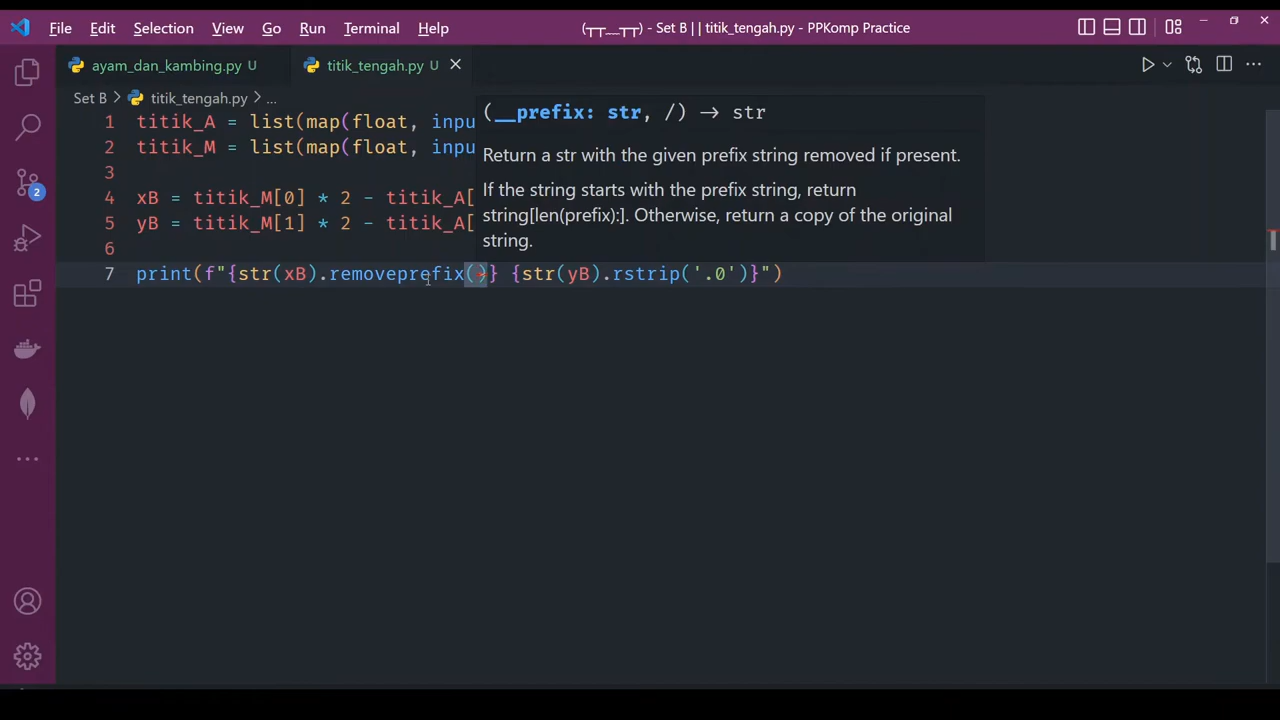 File Edit Selection View Go Run Terminal Help (┬┬﹏┬┬) - Set B || titik_tengah.py - PPKomp Practice
ayam_dan_kambing.py U titik_tengah.py U
Set B > titik_tengah.py > ...
(__prefix: str, /) -> str
Return a str with the given prefix string removed if present.
If the string starts with the prefix string, return
string[len(prefix):]. Otherwise, return a copy of the original
string.
1 titik_A = list(map(float, inpu
2 titik_M = list(map(float, inpu
3
4 xB = titik_M[0] * 2 - titik_A[
5 yB = titik_M[1] * 2 - titik_A[
6
7 print(f"{str(xB).removeprefix()} {str(yB).rstrip('.0')}")
2